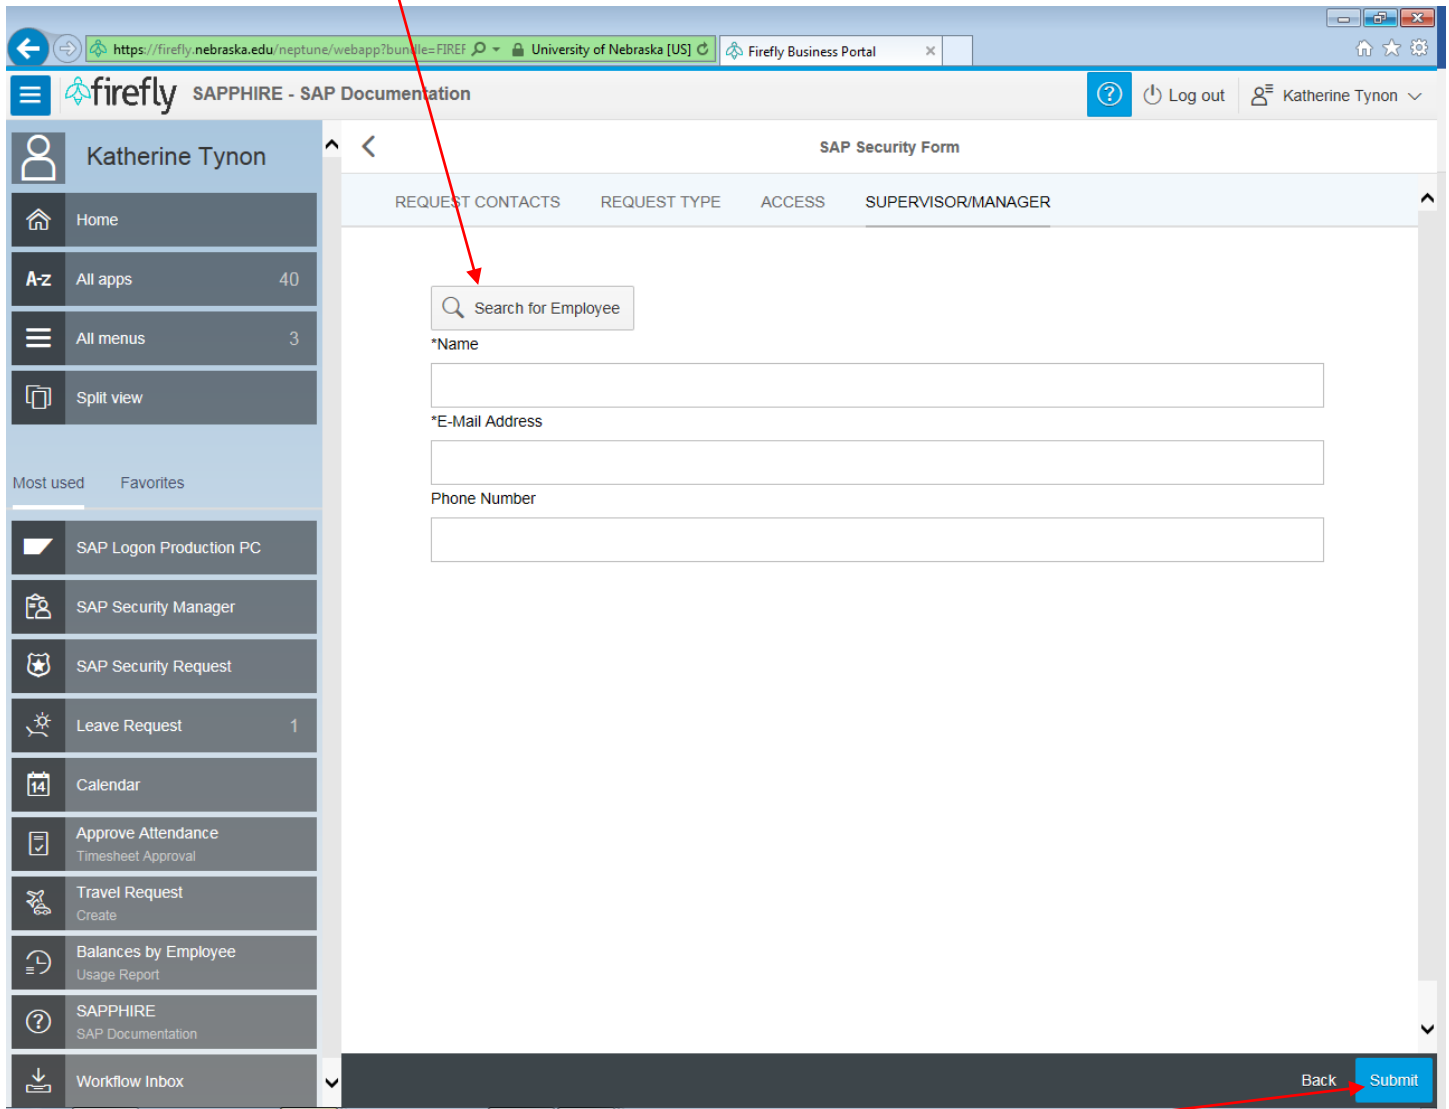 https://firefly.nebraska.edu/neptune/webapp?bundle=FIREF University of Nebraska [US] Firefly Business Portal
firefly SAPPHIRE - SAP Documentation ? Log out Katherine Tynon
Katherine Tynon
Home
A-Z All apps 40
All menus 3
Split view
Most used Favorites
SAP Logon Production PC
SAP Security Manager
SAP Security Request
Leave Request 1
14 Calendar
Approve Attendance
Timesheet Approval
Travel Request
Create
Balances by Employee
Usage Report
? SAPPHIRE
SAP Documentation
Workflow Inbox
SAP Security Form
REQUEST CONTACTS REQUEST TYPE ACCESS SUPERVISOR/MANAGER
Search for Employee
*Name
*E-Mail Address
Phone Number
Back Submit